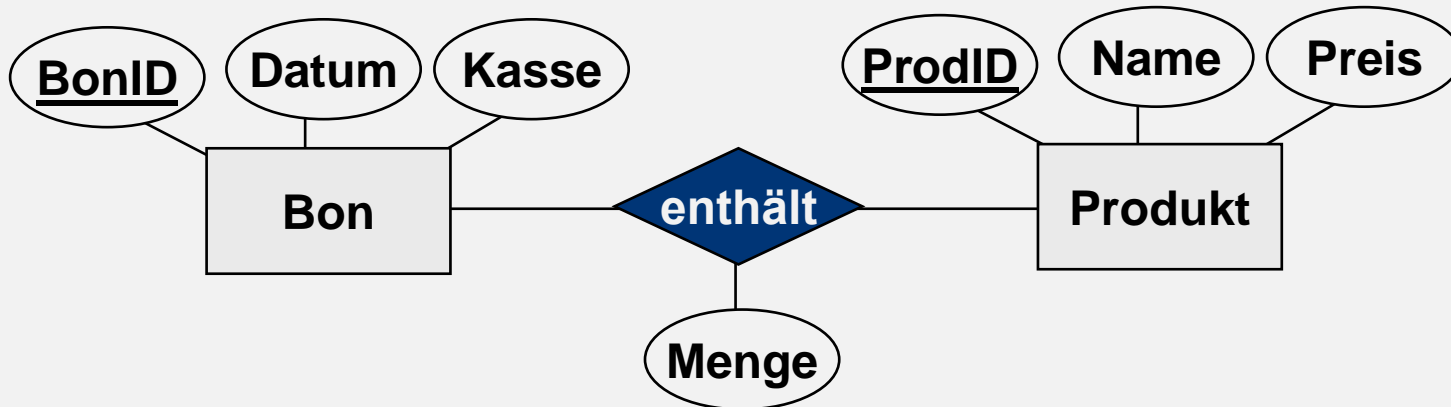 BonID
Datum
Kasse
ProdID
Name
Preis
Bon
enthält
Produkt
Menge